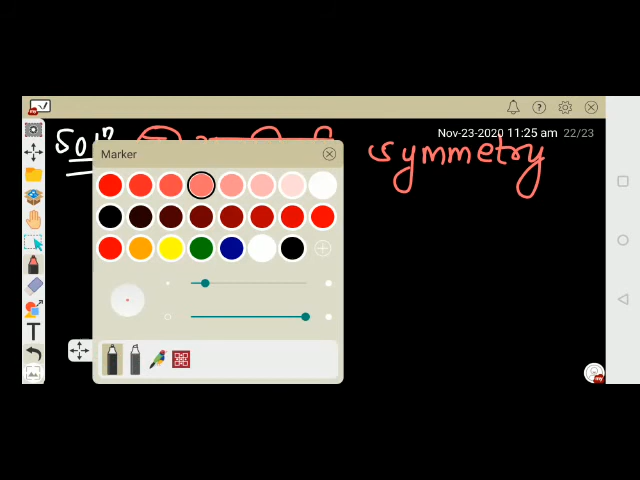 Nov-23-2020 11:25 am 22/23
Sol^n
symmetry
Marker
T